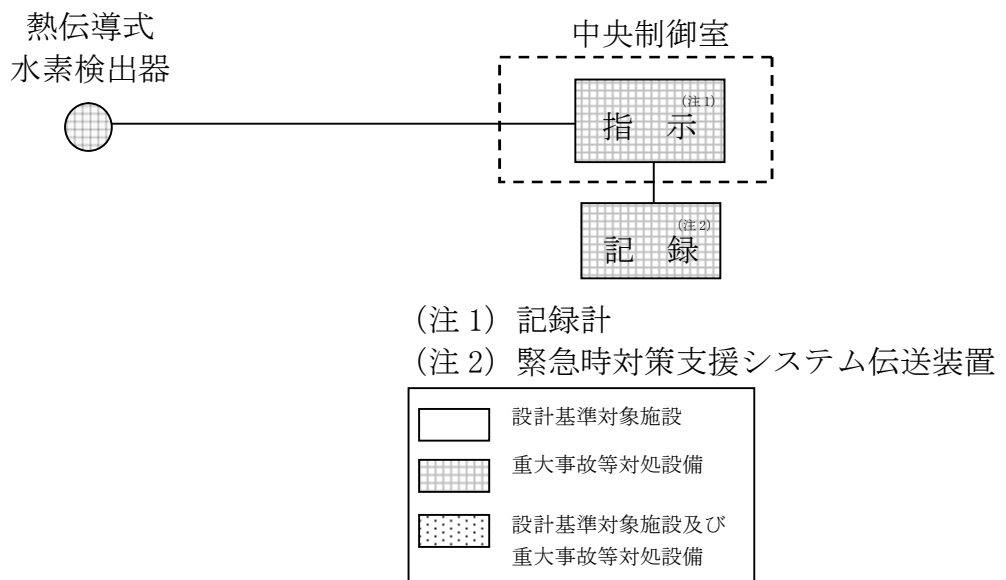 熱伝導式
水素検出器
中央制御室
指 示 (注1)
記 録 (注2)
(注1) 記録計
(注2) 緊急時対策支援システム伝送装置
設計基準対象施設
重大事故等対処設備
設計基準対象施設及び
重大事故等対処設備